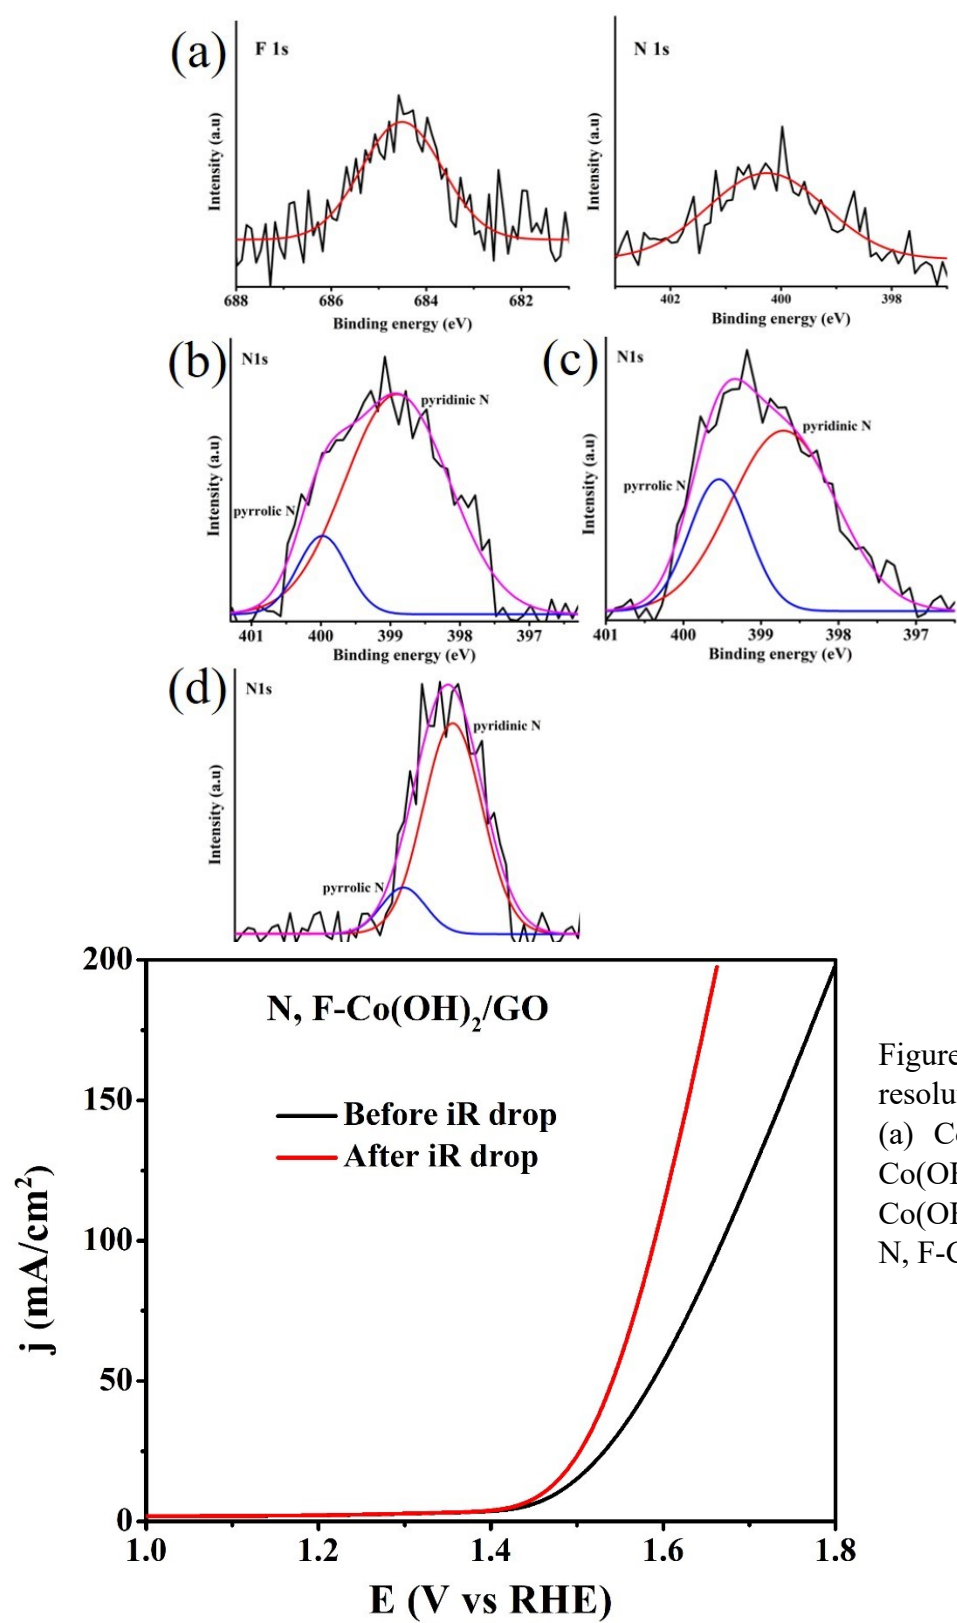 (a)
F 1s
N 1s
Intensity (a.u)
Intensity (a.u)
688 686 684 682
402 400 398
Binding energy (eV)
Binding energy (eV)
(b)
N1s
pyridinic N
pyrrolic N
Intensity (a.u)
401 400 399 398 397
Binding energy (eV)
(c)
N1s
pyridinic N
pyrrolic N
Intensity (a.u)
401 400 399 398 397
Binding energy (eV)
(d)
N1s
pyridinic N
pyrrolic N
Intensity (a.u)
200
150
100
50
0
j (mA/cm²)
N, F-Co(OH)₂/GO
Before iR drop
After iR drop
1.0 1.2 1.4 1.6 1.8
E (V vs RHE)
Figure
resolu
(a) Co
Co(OH
Co(OH
N, F-C